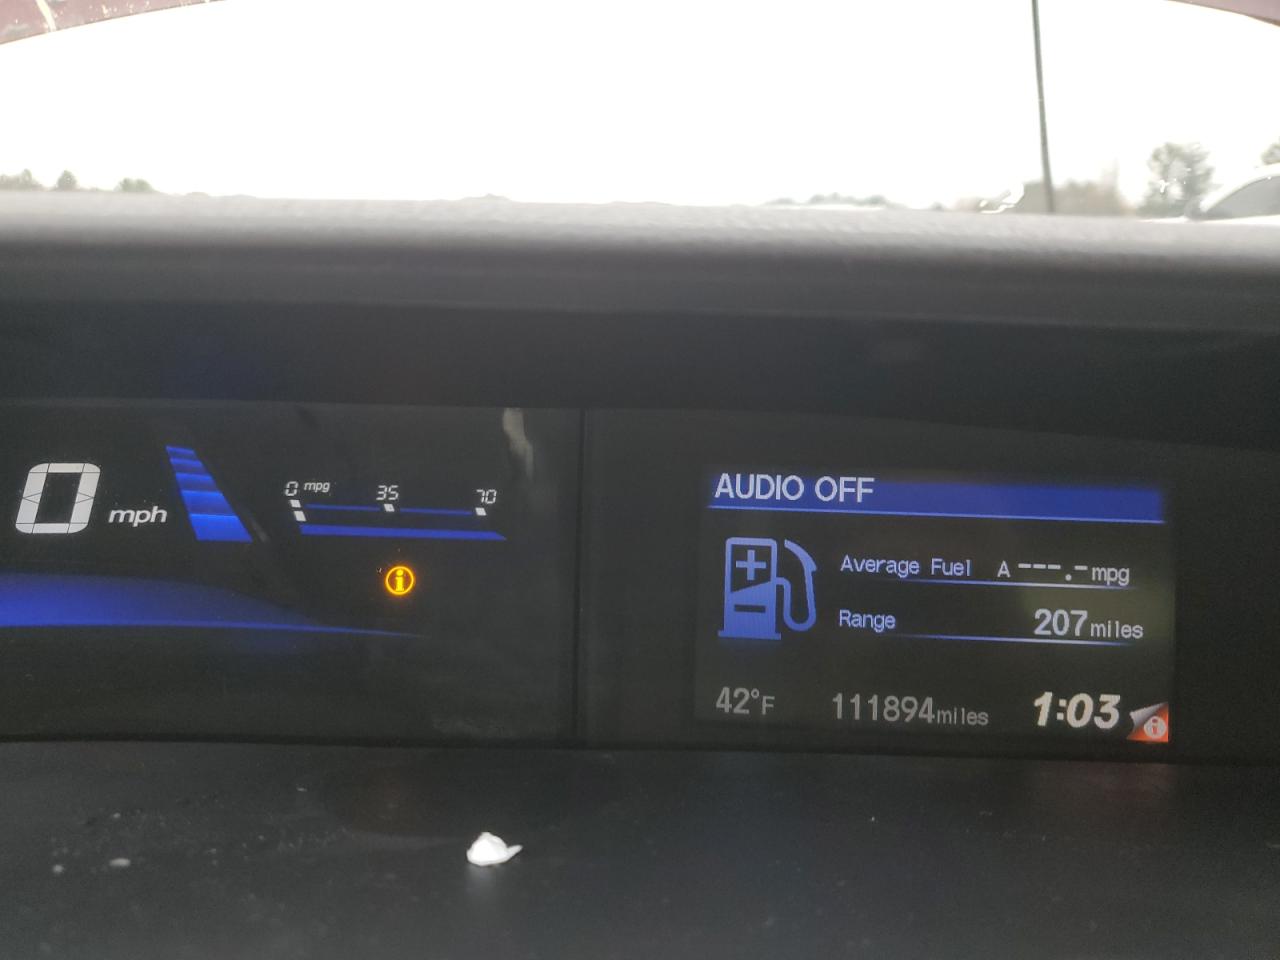 0 mph
0 mpg 35 70
AUDIO OFF
Average Fuel A ---.- mpg
Range 207 miles
42°F 111894 miles 1:03